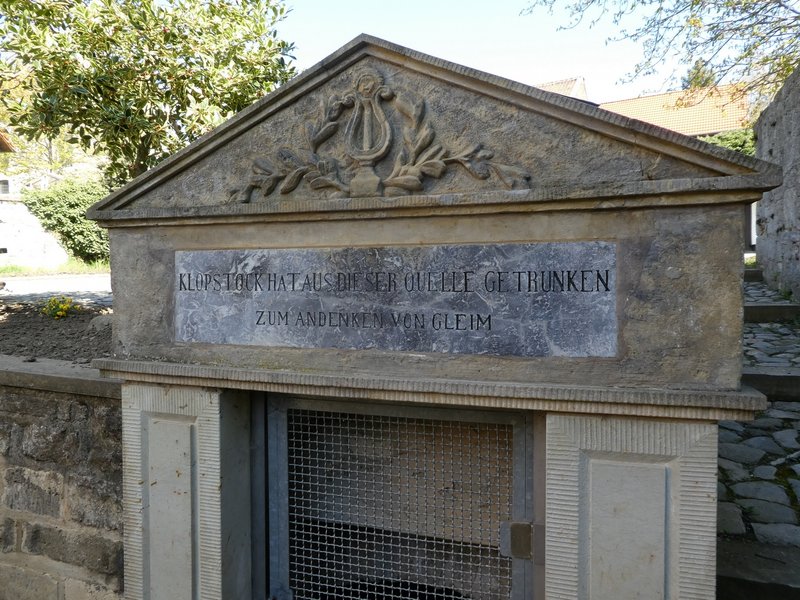 KLOPSTOCK HAT AUS DIESER QUELLE GETRUNKEN
ZUM ANDENKEN VON GLEIM